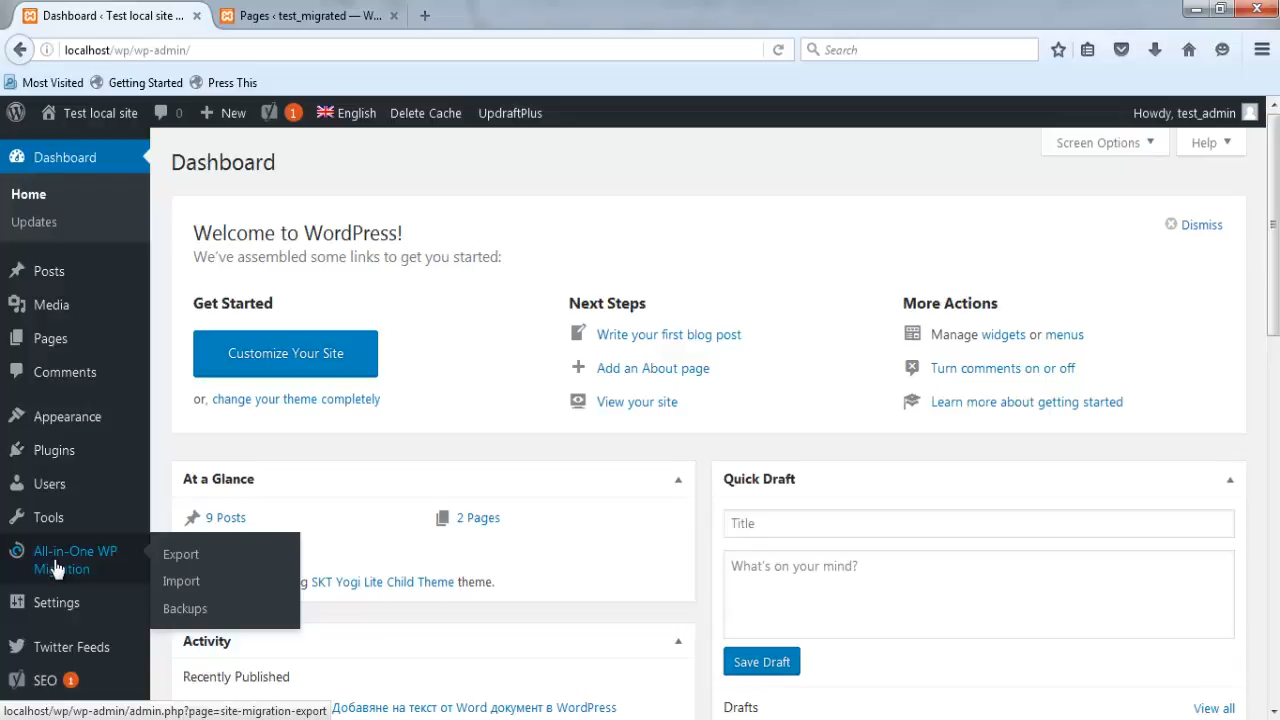 Dashboard ‹ Test local site ...
Pages ‹ test_migrated — W...
localhost/wp/wp-admin/
Search
Most Visited Getting Started Press This
Test local site 0 New 1 English Delete Cache UpdraftPlus Howdy, test_admin
Dashboard
Home
Updates
Posts
Media
Pages
Comments
Appearance
Plugins
Users
Tools
All-in-One WP
Migration
Settings
Twitter Feeds
SEO 1
Export
Import
Backups
Dashboard
Screen Options Help
Welcome to WordPress!
Dismiss
We've assembled some links to get you started:
Get Started
Customize Your Site
or, change your theme completely
Next Steps
Write your first blog post
Add an About page
View your site
More Actions
Manage widgets or menus
Turn comments on or off
Learn more about getting started
At a Glance
9 Posts 2 Pages
g SKT Yogi Lite Child Theme theme.
Activity
Recently Published
Добавяне на текст от Word документ в WordPress
Quick Draft
Title
What's on your mind?
Save Draft
Drafts View all
localhost/wp/wp-admin/admin.php?page=site-migration-export